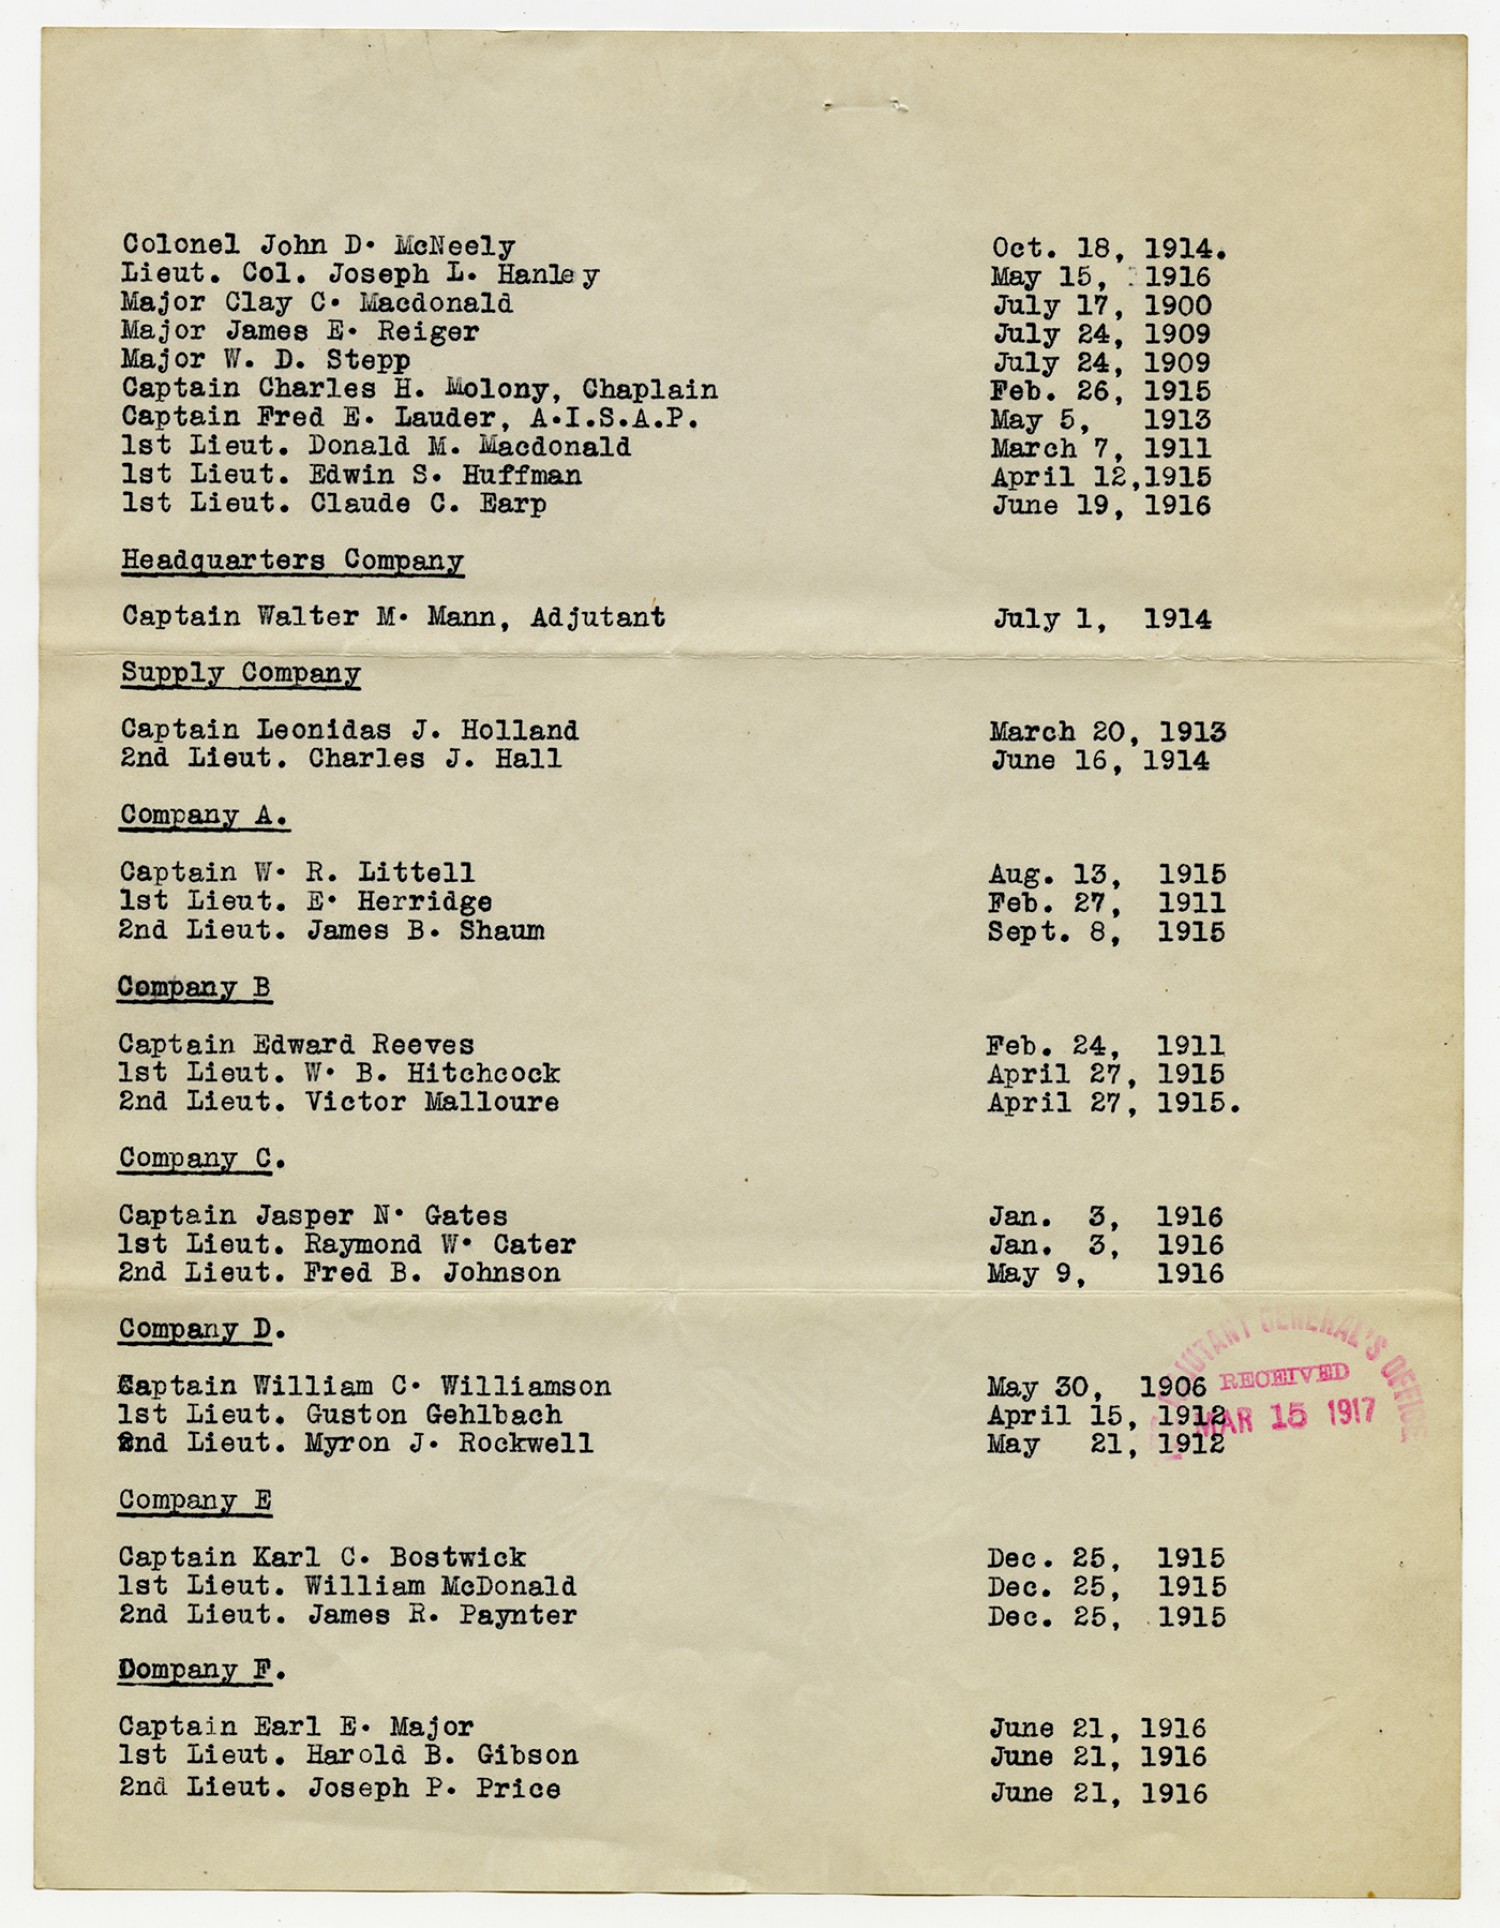 Colonel John D. McNeely Oct. 18, 1914.
Lieut. Col. Joseph L. Hanley May 15, 1916
Major Clay C. Macdonald July 17, 1900
Major James E. Reiger July 24, 1909
Major W. D. Stepp July 24, 1909
Captain Charles H. Molony, Chaplain Feb. 26, 1915
Captain Fred E. Lauder, A.I.S.A.P. May 5, 1913
1st Lieut. Donald M. Macdonald March 7, 1911
1st Lieut. Edwin S. Huffman April 12,1915
1st Lieut. Claude C. Earp June 19, 1916
Headquarters Company
Captain Walter M. Mann, Adjutant July 1, 1914
Supply Company
Captain Leonidas J. Holland March 20, 1913
2nd Lieut. Charles J. Hall June 16, 1914
Company A.
Captain W. R. Littell Aug. 13, 1915
1st Lieut. E. Herridge Feb. 27, 1911
2nd Lieut. James B. Shaum Sept. 8, 1915
Company B
Captain Edward Reeves Feb. 24, 1911
1st Lieut. W. B. Hitchcock April 27, 1915
2nd Lieut. Victor Malloure April 27, 1915.
Company C.
Captain Jasper N. Gates Jan. 3, 1916
1st Lieut. Raymond W. Cater Jan. 3, 1916
2nd Lieut. Fred B. Johnson May 9, 1916
Company D.
Captain William C. Williamson May 30, 1906
1st Lieut. Guston Gehlbach April 15, 1912
2nd Lieut. Myron J. Rockwell May 21, 1912
ADJUTANT GENERAL'S OFFICE
RECEIVED
MAR 15 1917
Company E
Captain Karl C. Bostwick Dec. 25, 1915
1st Lieut. William McDonald Dec. 25, 1915
2nd Lieut. James R. Paynter Dec. 25, 1915
Dompany F.
Captain Earl E. Major June 21, 1916
1st Lieut. Harold B. Gibson June 21, 1916
2nd Lieut. Joseph P. Price June 21, 1916